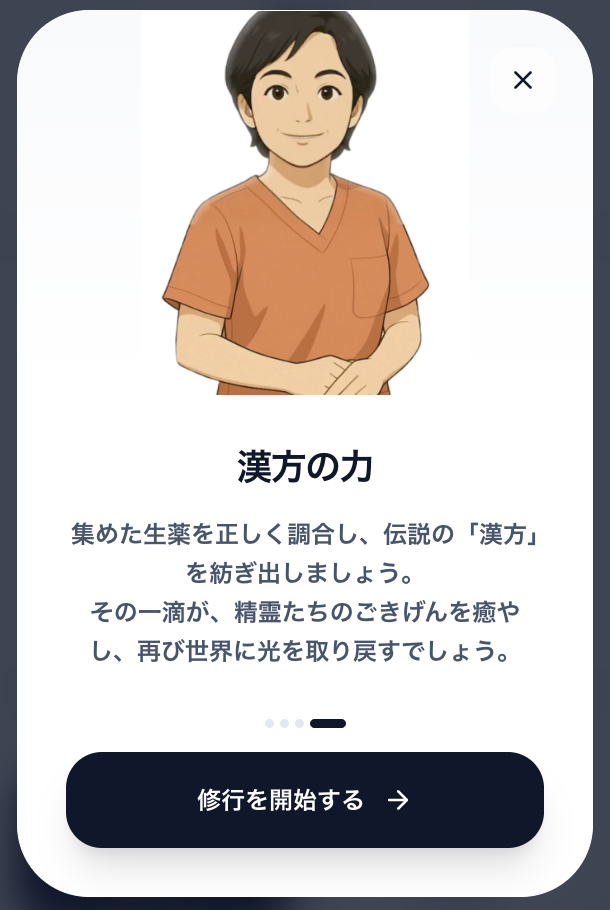 漢方の力
集めた生薬を正しく調合し、伝説の「漢方」
を紡ぎ出しましょう。
その一滴が、精霊たちのごきげんを癒や
し、再び世界に光を取り戻すでしょう。
修行を開始する →